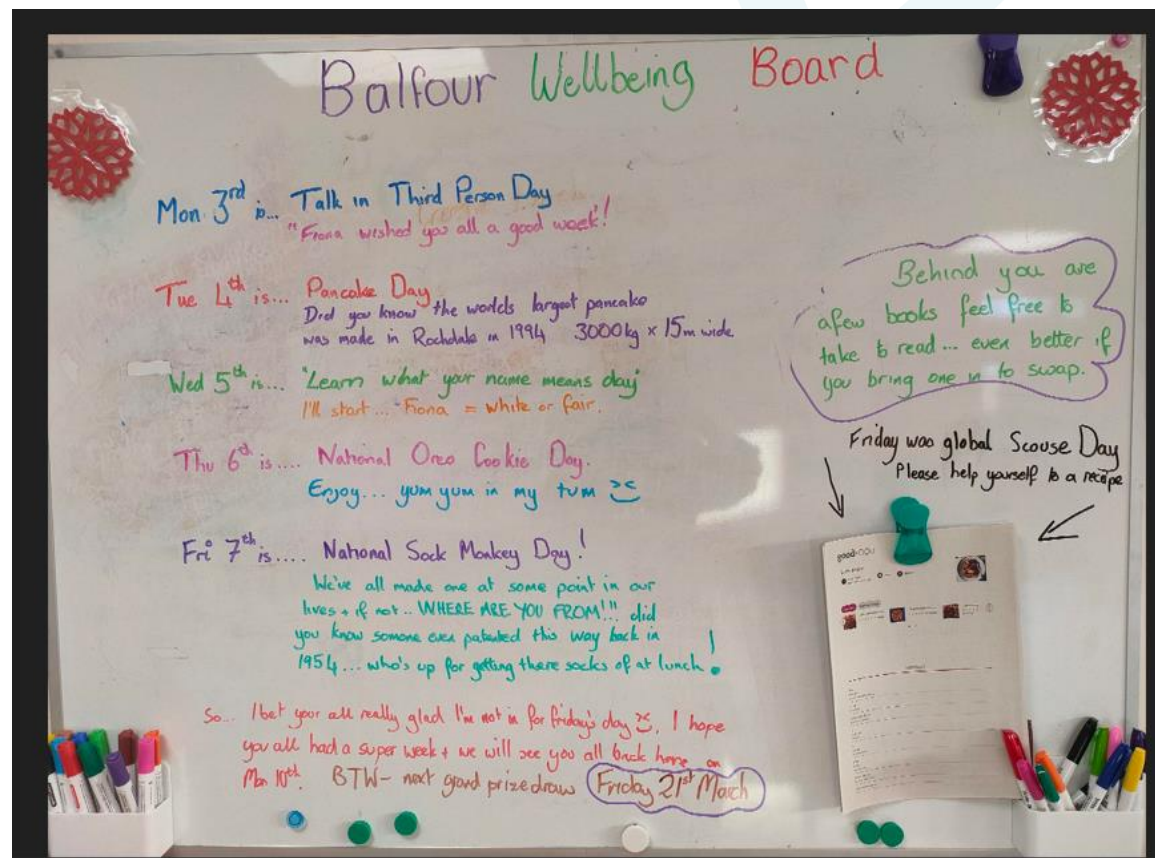 Balfour Wellbeing Board
Mon 3rd is... Talk in Third Person Day
"Fiona wished you all a good week"!
Tue 4th is... Pancake Day
Did you know the worlds largest pancake
was made in Rochdale in 1994 3000kg x 15m wide
Wed 5th is... 'Learn what your name means day'
I'll start... Fiona = white or fair.
Thu 6th is.... National Oreo Cookie Day.
Enjoy... yum yum in my tum
Fri 7th is..... National Sock Monkey Day!
We've all made one at some point in our
lives + if not.. WHERE ARE YOU FROM!!" did
you know somone even patented this way back in
1954... who's up for getting there socks of at lunch!
So... I bet your all really glad I'm not in for friday's day, I hope
you all had a super week + we will see you all back here on
Mon 10th. BTW- next grand prize draw Friday 21st March
Behind you are
afew books feel free to
take to read... even better if
you bring one in to swap.
Friday was global Scouse Day
Please help yourself to a recipe
good